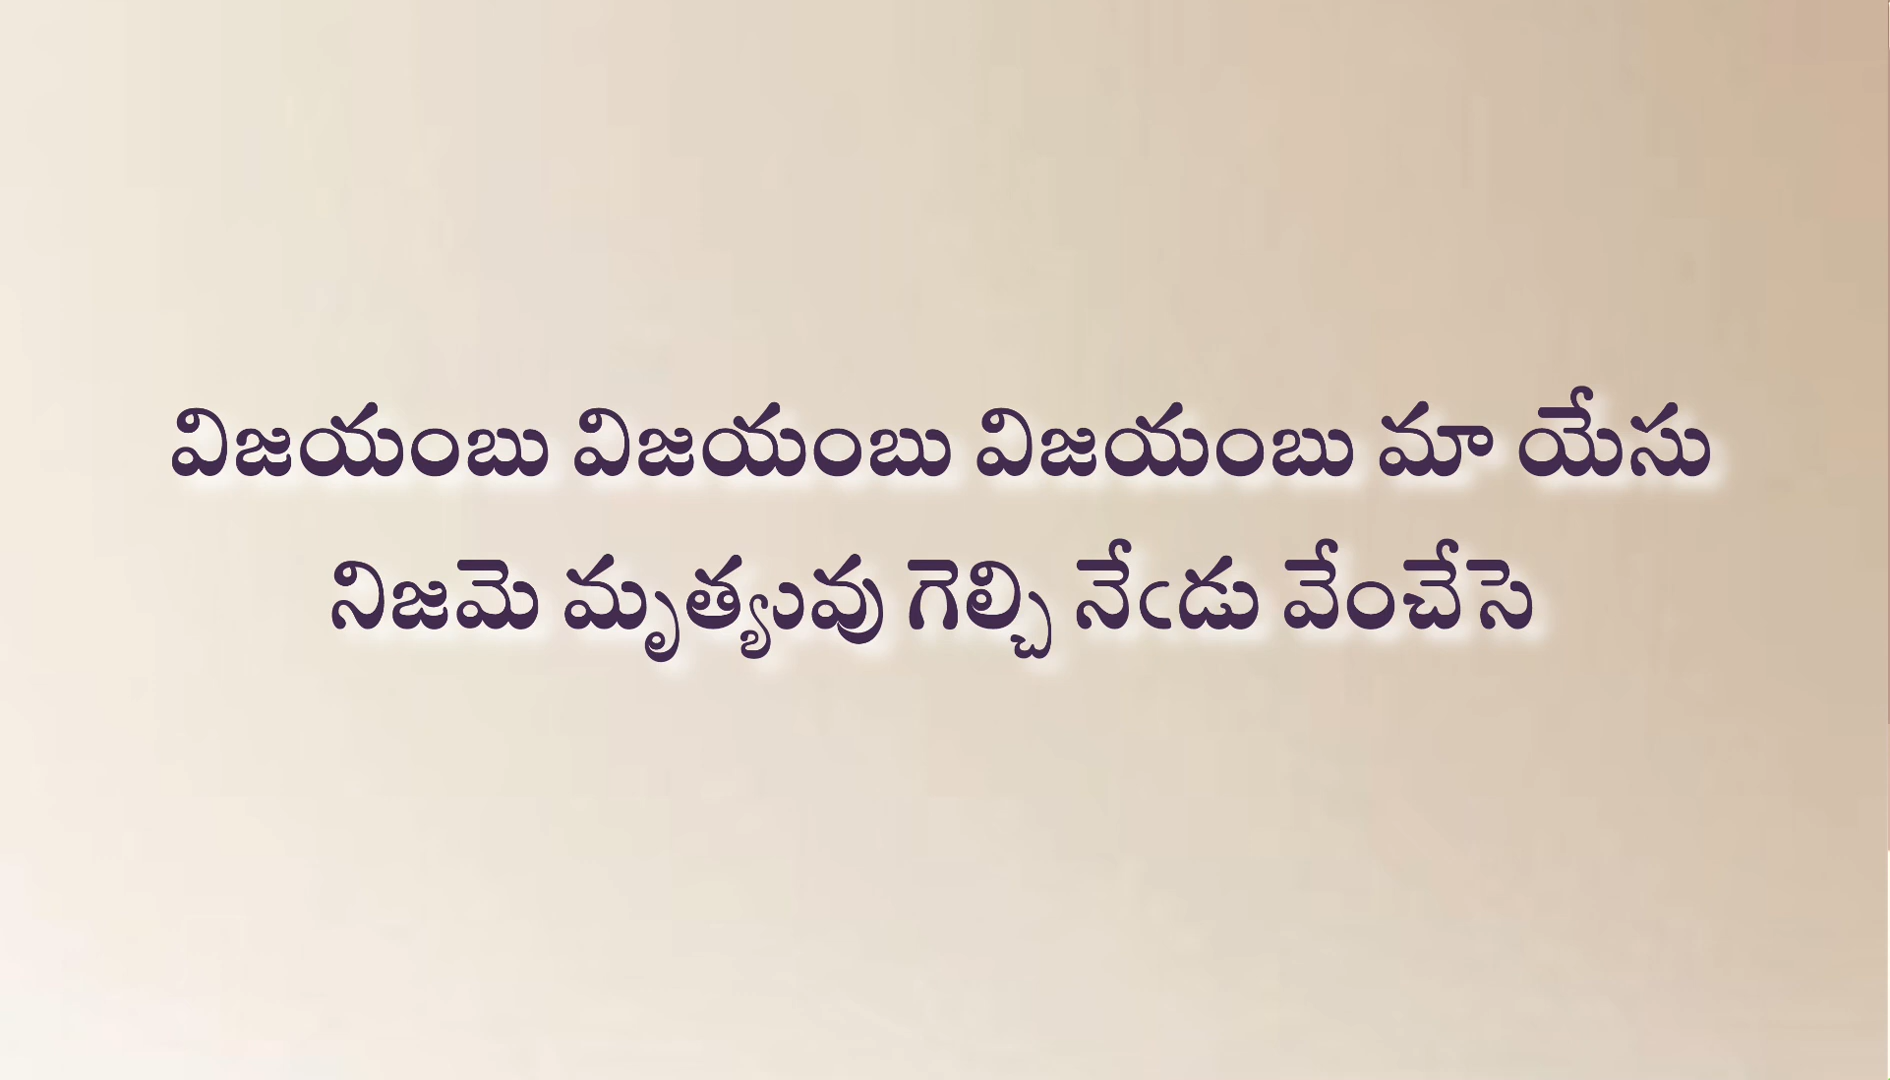 విజయంబు విజయంబు విజయంబు మా యేసు
నిజమె మృత్యువు గెల్చి నేఁడు వేంచేసె